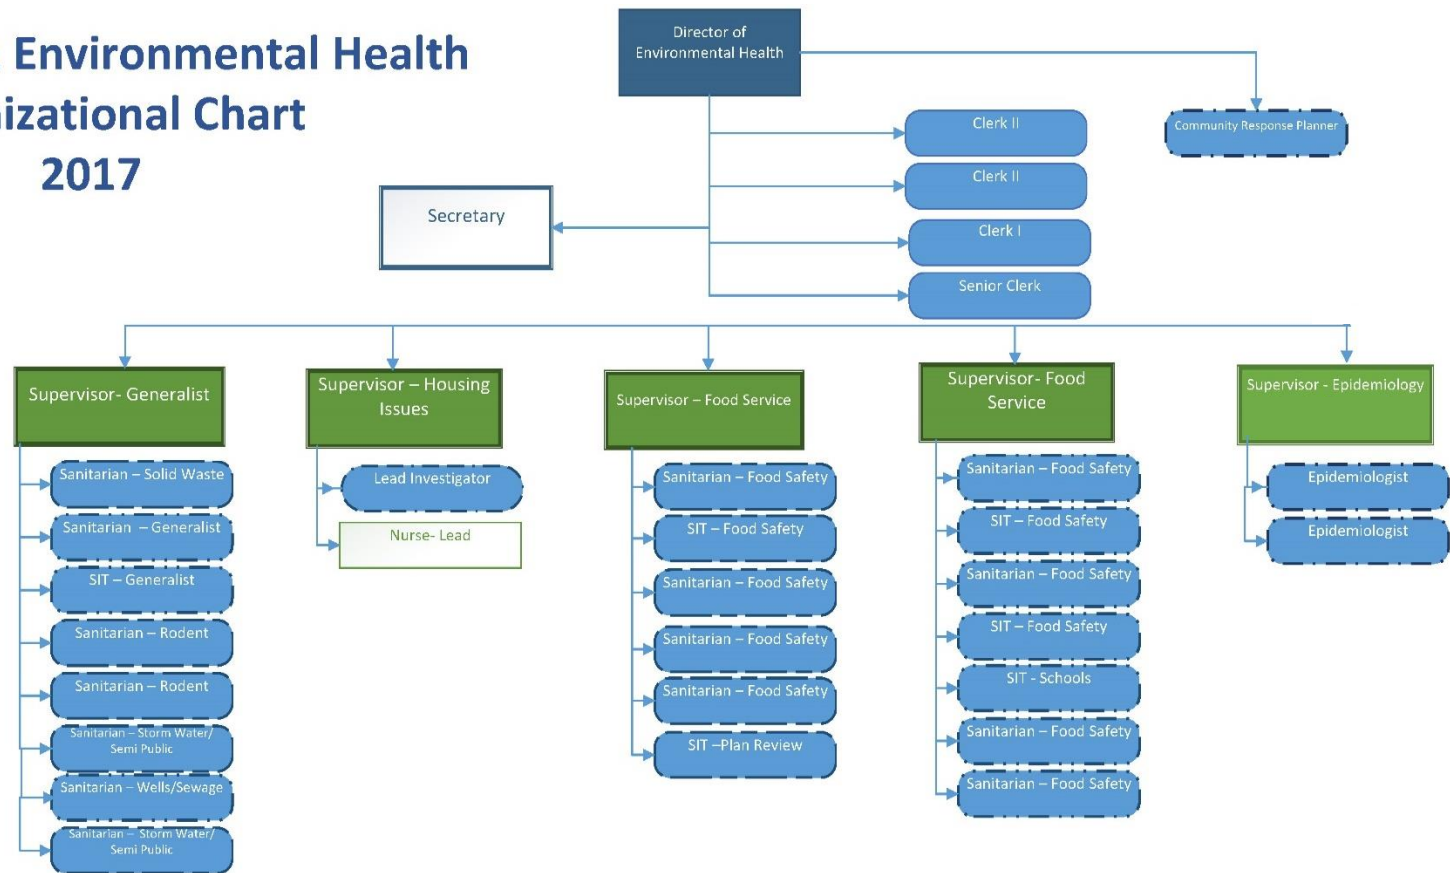 Environmental Health
nizational Chart
2017
Director of
Environmental Health
Community Response Planner
Clerk II
Clerk II
Clerk I
Senior Clerk
Secretary
Supervisor- Generalist
Sanitarian – Solid Waste
Sanitarian – Generalist
SIT – Generalist
Sanitarian – Rodent
Sanitarian – Rodent
Sanitarian – Storm Water/
Semi Public
Sanitarian – Wells/Sewage
Sanitarian – Storm Water/
Semi Public
Supervisor – Housing
Issues
Lead Investigator
Nurse- Lead
Supervisor – Food Service
Sanitarian – Food Safety
SIT – Food Safety
Sanitarian – Food Safety
Sanitarian – Food Safety
Sanitarian – Food Safety
SIT –Plan Review
Supervisor- Food
Service
Sanitarian – Food Safety
SIT – Food Safety
Sanitarian – Food Safety
SIT – Food Safety
SIT - Schools
Sanitarian – Food Safety
Sanitarian – Food Safety
Supervisor - Epidemiology
Epidemiologist
Epidemiologist